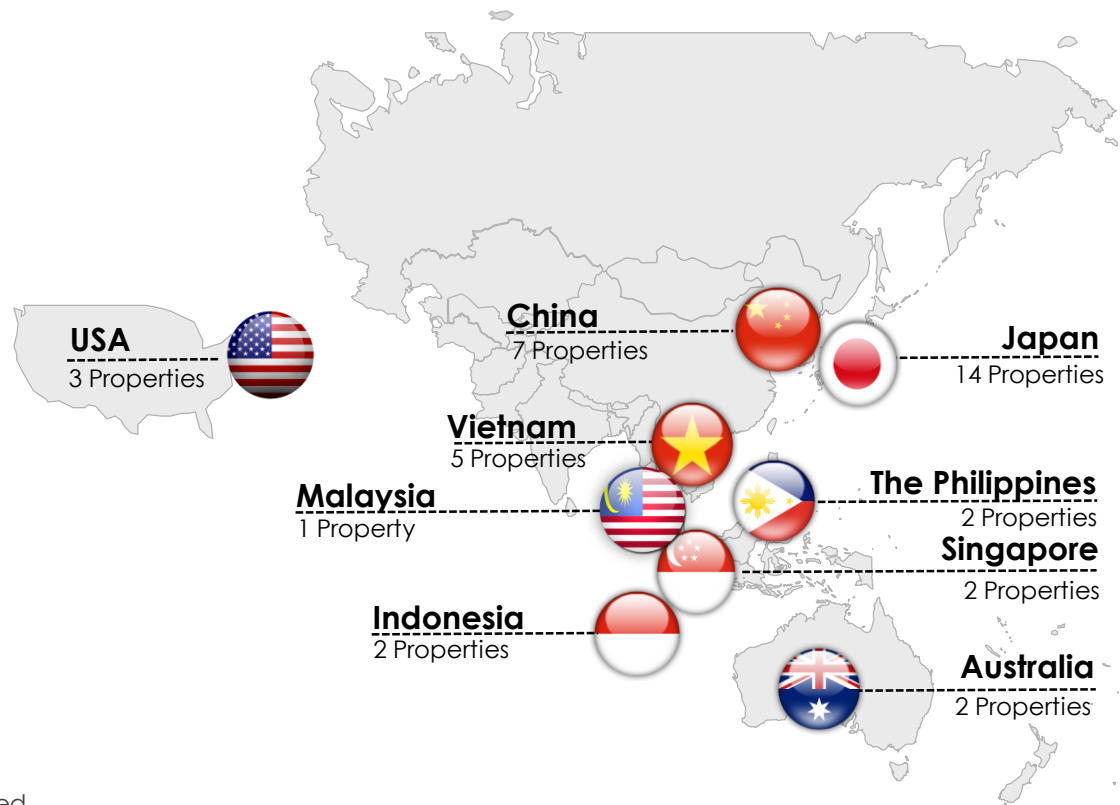 USA
3 Properties
China
7 Properties
Japan
14 Properties
Vietnam
5 Properties
Malaysia
1 Property
The Philippines
2 Properties
Singapore
2 Properties
Indonesia
2 Properties
Australia
2 Properties
ed